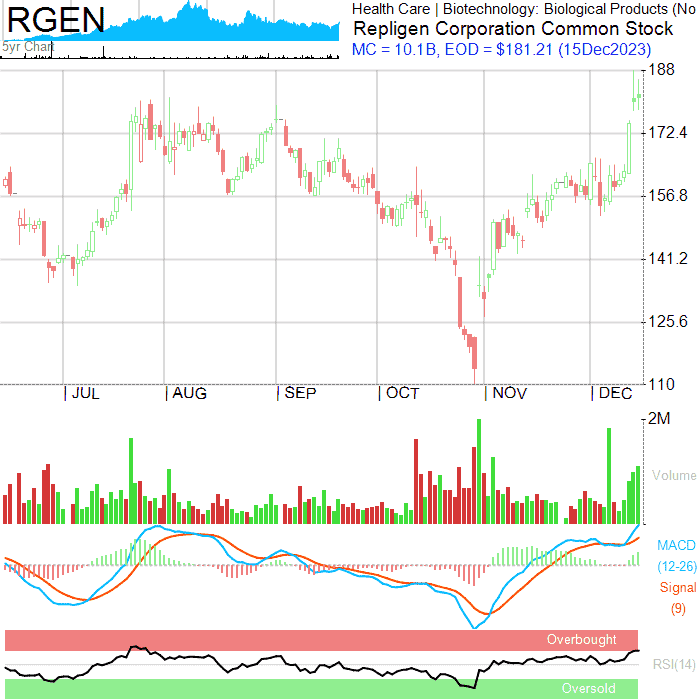 RGEN
5yr Chart
Health Care | Biotechnology: Biological Products (No
Repligen Corporation Common Stock
MC = 10.1B, EOD = $181.21 (15Dec2023)
188
172.4
156.8
141.2
125.6
110
JUL AUG SEP OCT NOV DEC
2M
Volume
MACD
(12-26)
Signal
(9)
Overbought
RSI(14)
Oversold